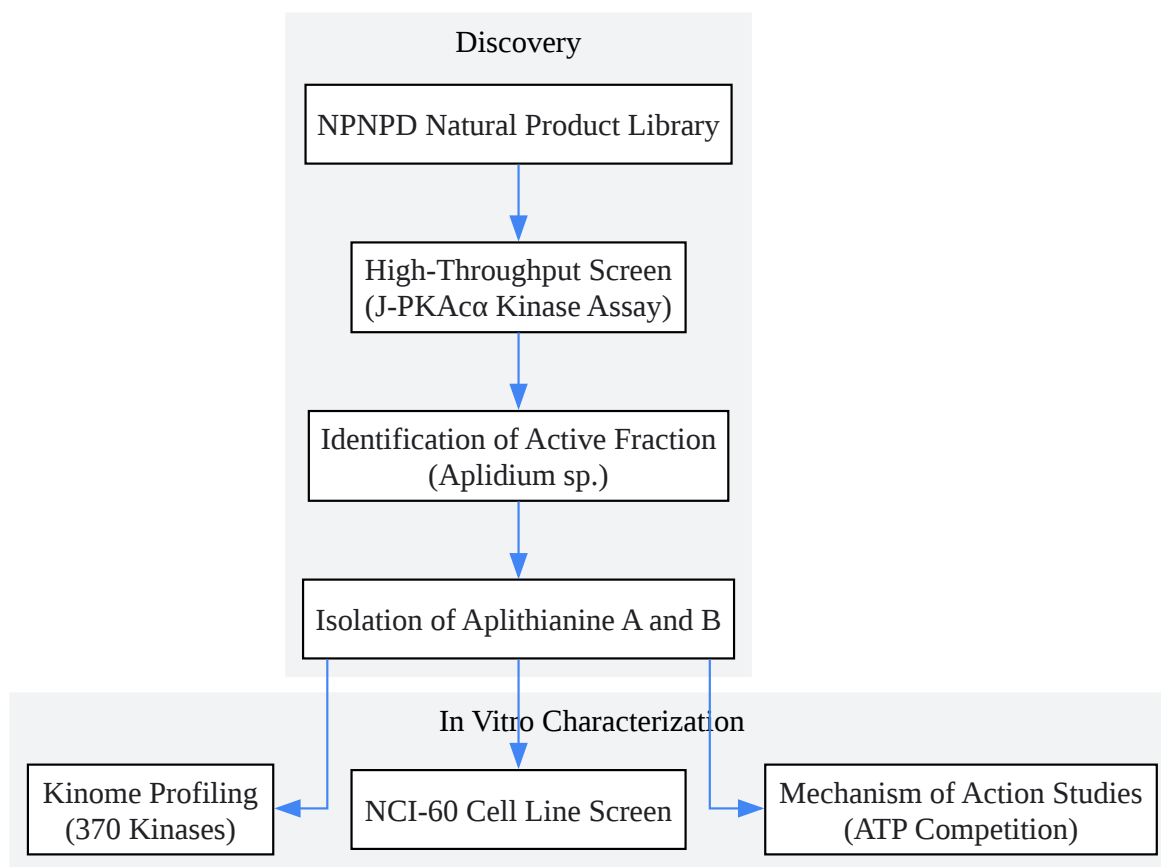 Discovery
NPNPD Natural Product Library
High-Throughput Screen
(J-PKAcα Kinase Assay)
Identification of Active Fraction
(Aplidium sp.)
Isolation of Aplithianine A and B
In Vitro Characterization
Kinome Profiling
(370 Kinases)
NCI-60 Cell Line Screen
Mechanism of Action Studies
(ATP Competition)